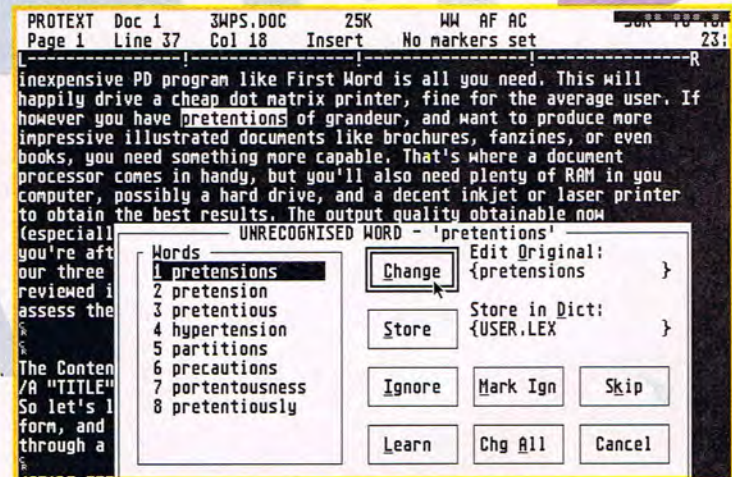 PROTEXT Doc 1 3WPS.DOC 25K WW AF AC
Page 1 Line 37 Col 18 Insert No markers set 23:
L-----------------!-----------------!-----------------!-----------------R
inexpensive PD program like First Word is all you need. This will
happily drive a cheap dot matrix printer, fine for the average user. If
however you have pretentions of grandeur, and want to produce more
impressive illustrated documents like brochures, fanzines, or even
books, you need something more capable. That's where a document
processor comes in handy, but you'll also need plenty of RAM in you
computer, possibly a hard drive, and a decent inkjet or laser printer
to obtain the best results. The output quality obtainable now
(especiall
you're aft
our three
reviewed i
assess the
The Conten
/A "TITLE"
So let's l
form, and
through a
UNRECOGNISED WORD - 'pretentions'
Words
1 pretensions
2 pretension
3 pretentious
4 hypertension
5 partitions
6 precautions
7 portentousness
8 pretentiously
Change
Edit Original:
{pretensions }
Store
Store in Dict:
{USER.LEX }
Ignore Mark Ign Skip
Learn Chg All Cancel